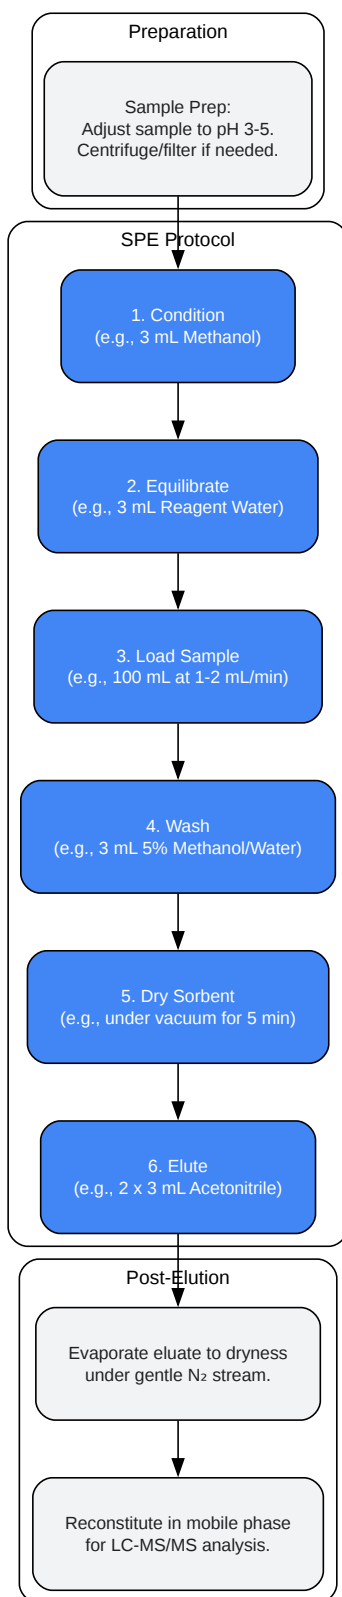 Preparation
Sample Prep:
Adjust sample to pH 3-5.
Centrifuge/filter if needed.
SPE Protocol
1. Condition
(e.g., 3 mL Methanol)
2. Equilibrate
(e.g., 3 mL Reagent Water)
3. Load Sample
(e.g., 100 mL at 1-2 mL/min)
4. Wash
(e.g., 3 mL 5% Methanol/Water)
5. Dry Sorbent
(e.g., under vacuum for 5 min)
6. Elute
(e.g., 2 x 3 mL Acetonitrile)
Post-Elution
Evaporate eluate to dryness
under gentle N₂ stream.
Reconstitute in mobile phase
for LC-MS/MS analysis.